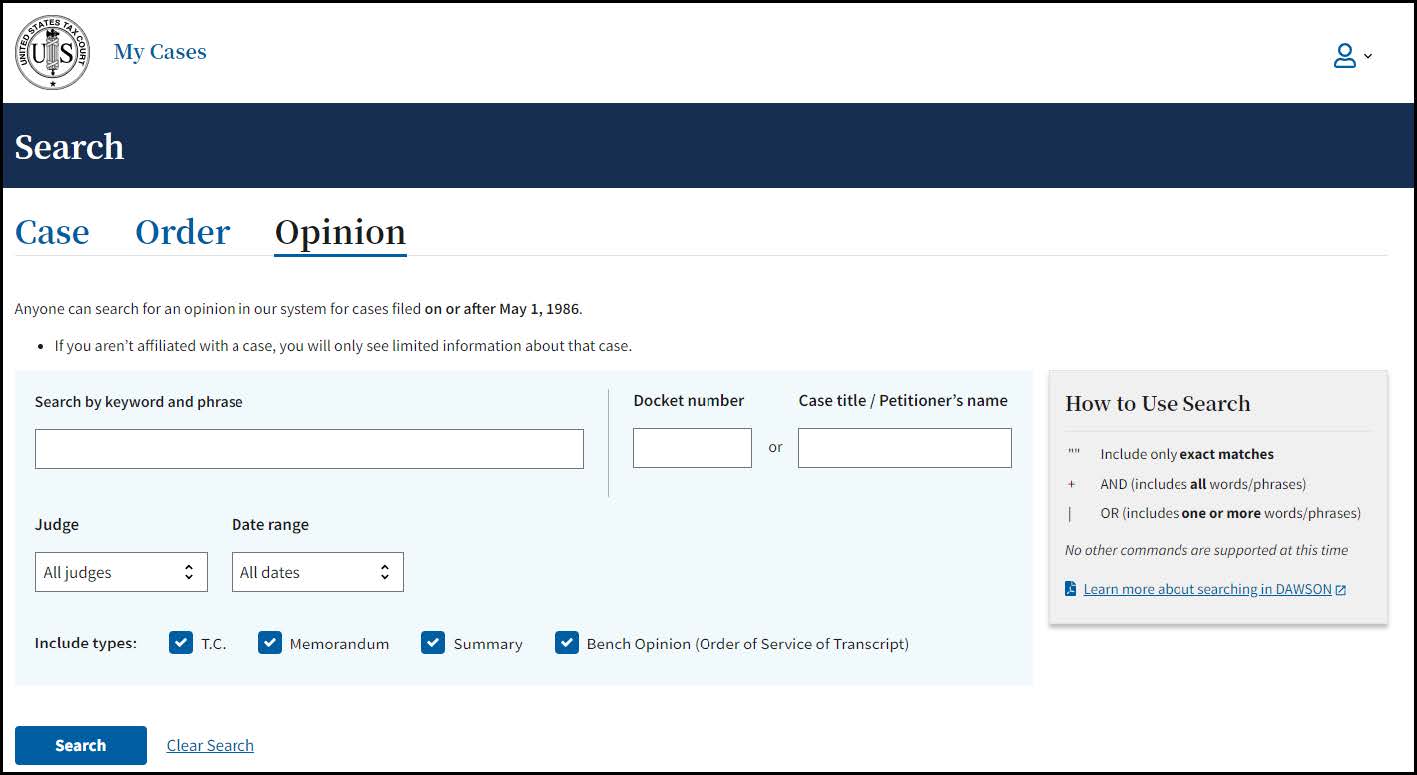 UNITED STATES TAX COURT
US
My Cases
Search
Case Order Opinion
Anyone can search for an opinion in our system for cases filed on or after May 1, 1986.
• If you aren’t affiliated with a case, you will only see limited information about that case.
Search by keyword and phrase
Docket number
or
Case title / Petitioner’s name
Judge
All judges
Date range
All dates
Include types: T.C. Memorandum Summary Bench Opinion (Order of Service of Transcript)
How to Use Search
"" Include only exact matches
+ AND (includes all words/phrases)
| OR (includes one or more words/phrases)
No other commands are supported at this time
Learn more about searching in DAWSON
Search Clear Search